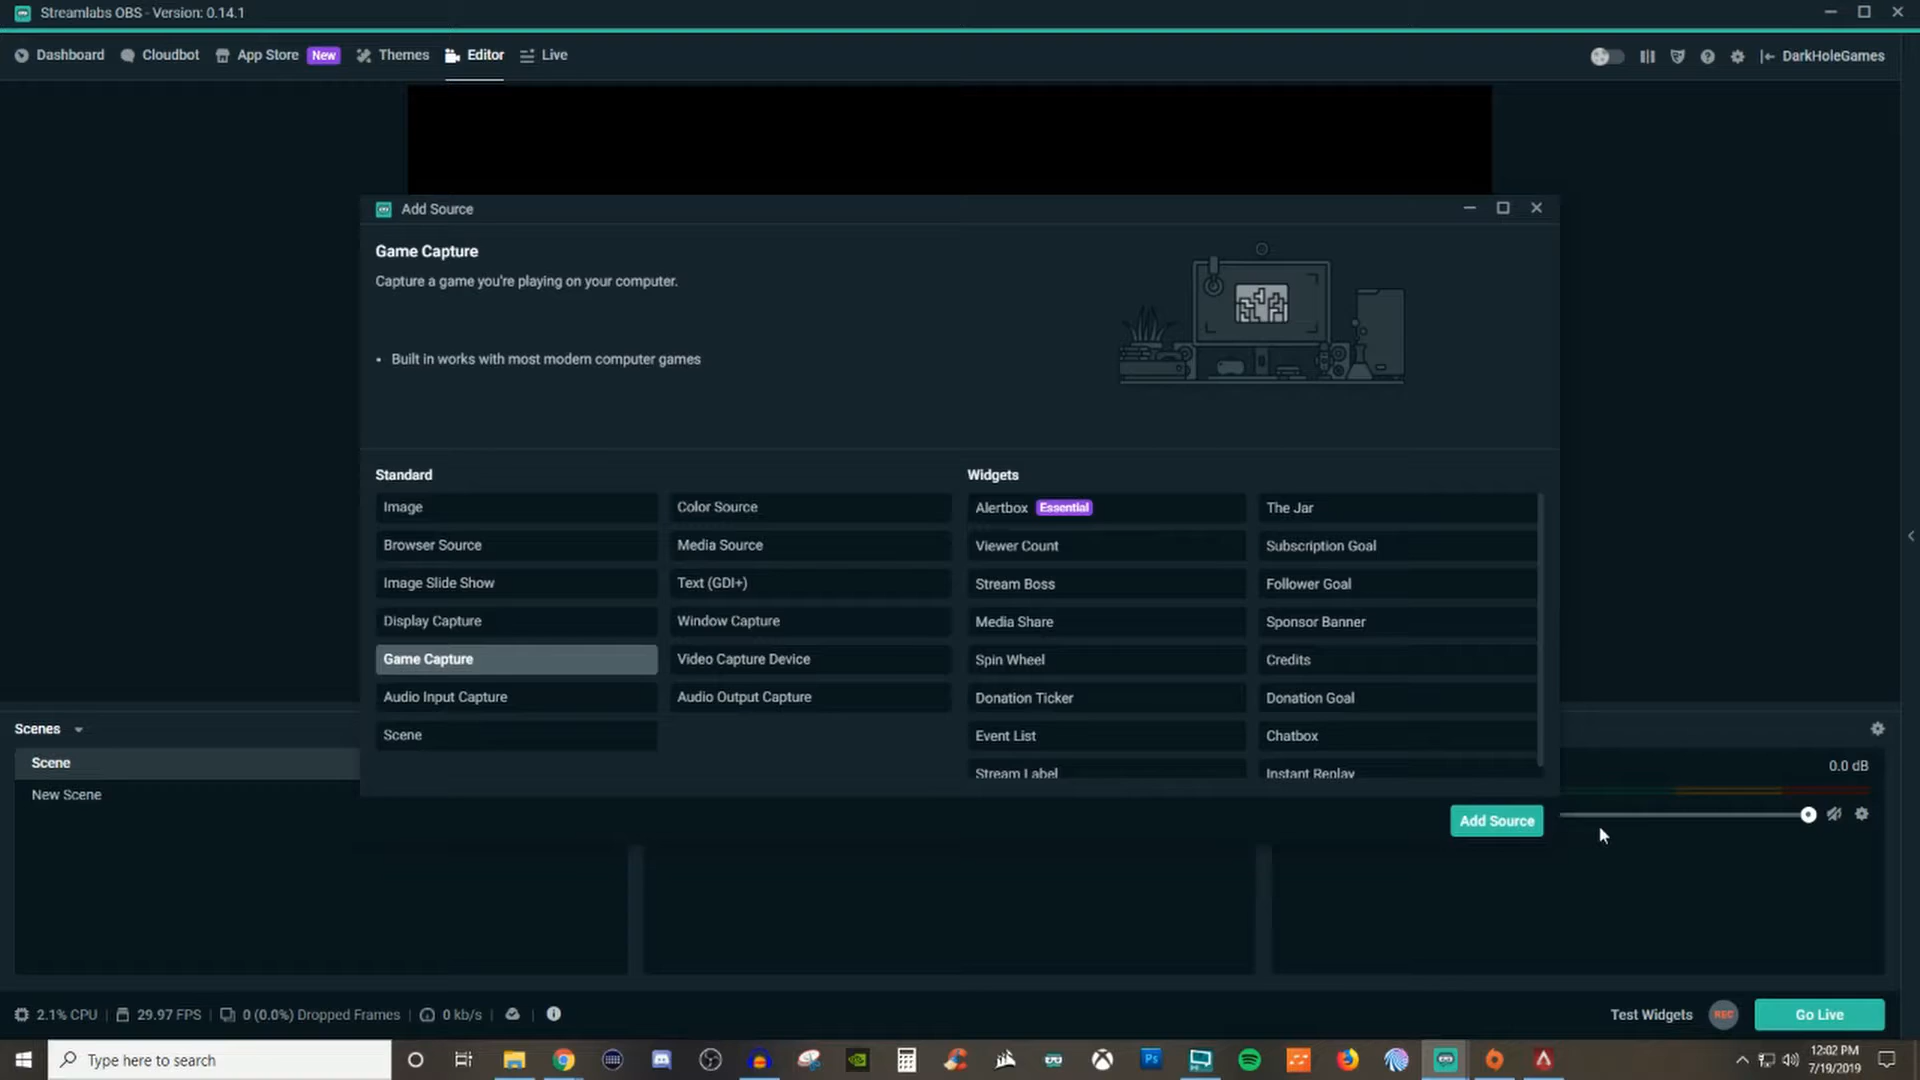 Streamlabs OBS - Version: 0.14.1
Dashboard Cloudbot App Store New Themes Editor Live DarkHoleGames
Add Source
Game Capture
Capture a game you're playing on your computer.
• Built in works with most modern computer games
Standard Widgets
Image Color Source Alertbox Essential The Jar
Browser Source Media Source Viewer Count Subscription Goal
Image Slide Show Text (GDI+) Stream Boss Follower Goal
Display Capture Window Capture Media Share Sponsor Banner
Game Capture Video Capture Device Spin Wheel Credits
Audio Input Capture Audio Output Capture Donation Ticker Donation Goal
Scene Event List Chatbox
Stream Label Instant Replay
Scenes
Scene 0.0 dB
New Scene
Add Source
2.1% CPU 29.97 FPS 0 (0.0%) Dropped Frames 0 kb/s Test Widgets REC Go Live
Type here to search Ps 12:02 PM
7/19/2019